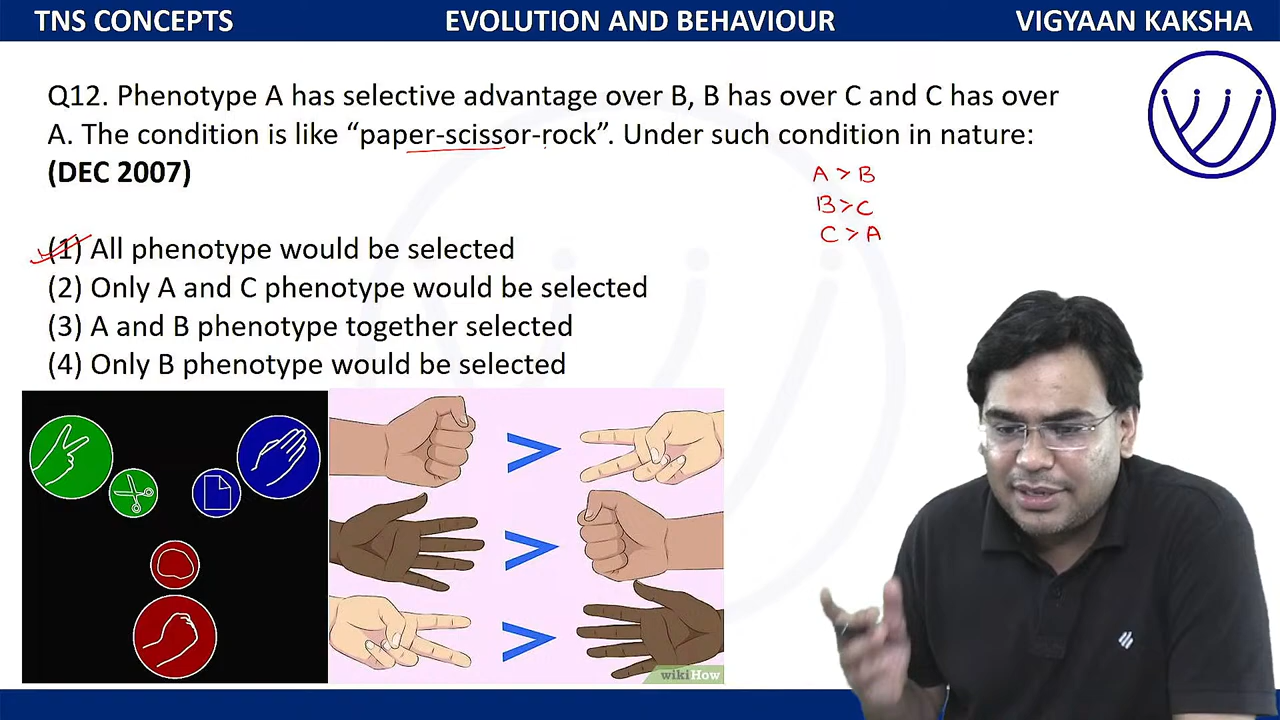 TNS CONCEPTS EVOLUTION AND BEHAVIOUR VIGYAAN KAKSHA
Q12. Phenotype A has selective advantage over B, B has over C and C has over
A. The condition is like “paper-scissor-rock”. Under such condition in nature:
(DEC 2007)
A > B
B > C
C > A
(1) All phenotype would be selected
(2) Only A and C phenotype would be selected
(3) A and B phenotype together selected
(4) Only B phenotype would be selected
wikiHow